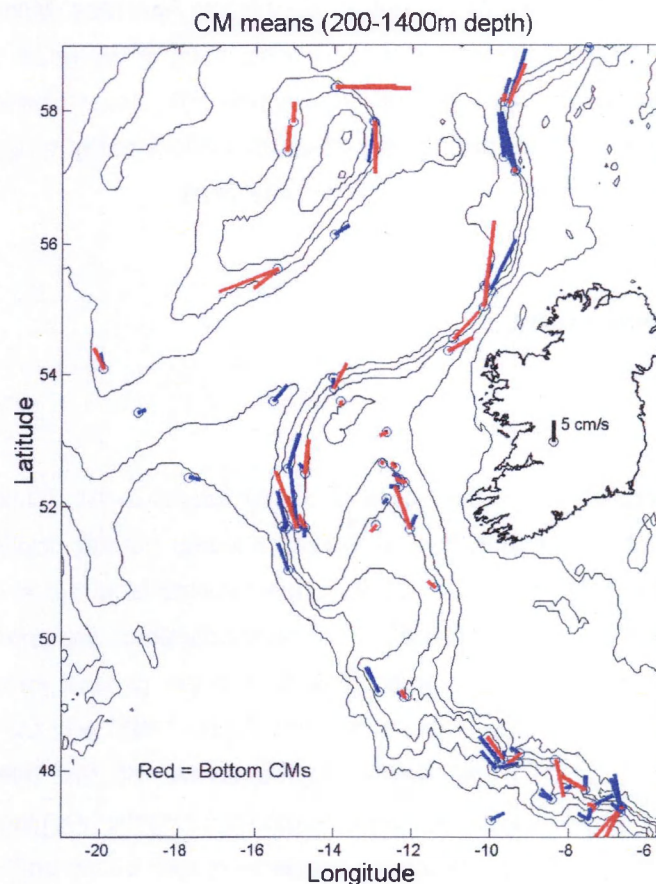 CM means (200-1400m depth)
58
56
54
52
50
48
Latitude
5 cm/s
Red = Bottom CMs
-20
-18
-16
-14
-12
-10
-8
-6
Longitude